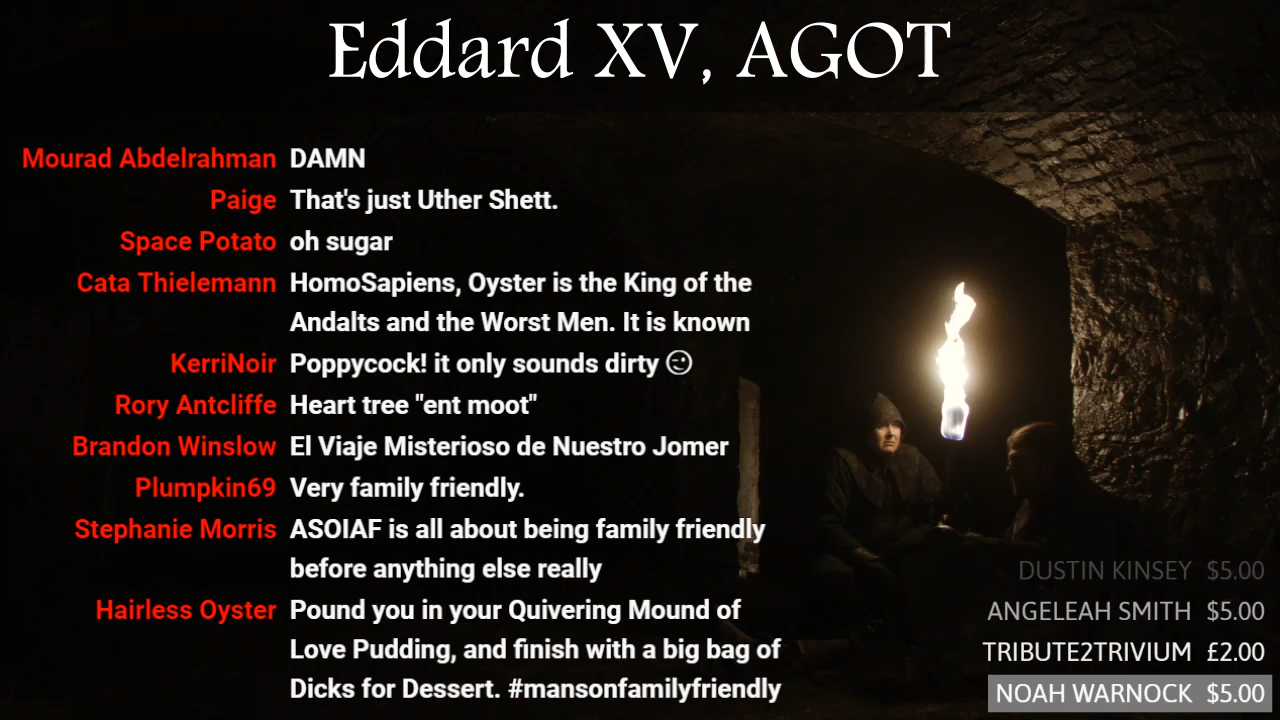 Eddard XV, AGOT
Mourad Abdelrahman DAMN
Paige That's just Uther Shett.
Space Potato oh sugar
Cata Thielemann HomoSapiens, Oyster is the King of the
Andalts and the Worst Men. It is known
KerriNoir Poppycock! it only sounds dirty 😉
Rory Antcliffe Heart tree "ent moot"
Brandon Winslow El Viaje Misterioso de Nuestro Jomer
Plumpkin69 Very family friendly.
Stephanie Morris ASOIAF is all about being family friendly
before anything else really
Hairless Oyster Pound you in your Quivering Mound of
Love Pudding, and finish with a big bag of
Dicks for Dessert. #mansonfamilyfriendly
DUSTIN KINSEY $5.00
ANGELEAH SMITH $5.00
TRIBUTE2TRIVIUM £2.00
NOAH WARNOCK $5.00